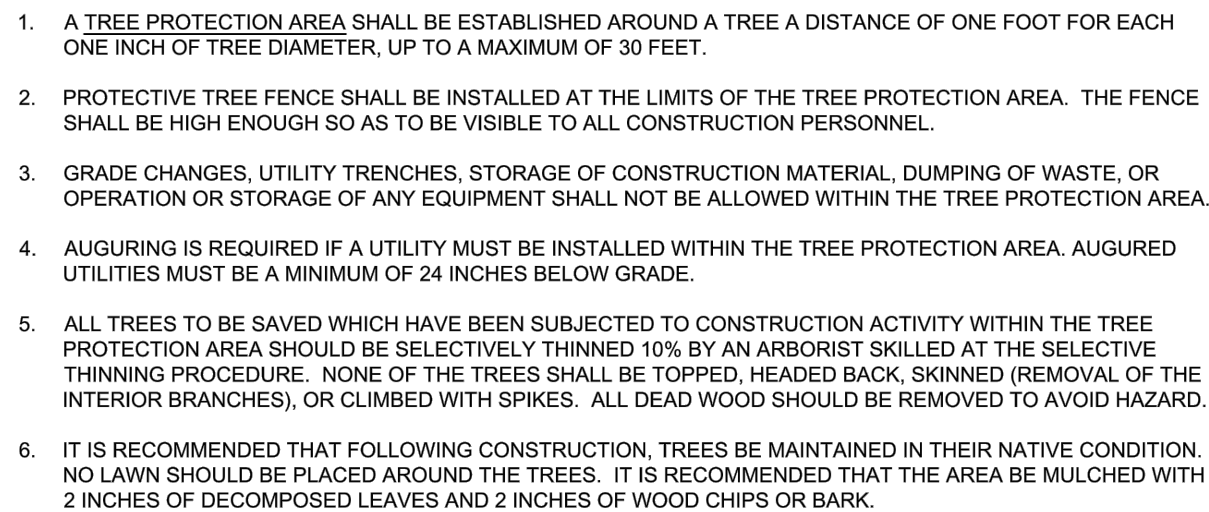 1. A TREE PROTECTION AREA SHALL BE ESTABLISHED AROUND A TREE A DISTANCE OF ONE FOOT FOR EACH
ONE INCH OF TREE DIAMETER, UP TO A MAXIMUM OF 30 FEET.
2. PROTECTIVE TREE FENCE SHALL BE INSTALLED AT THE LIMITS OF THE TREE PROTECTION AREA. THE FENCE
SHALL BE HIGH ENOUGH SO AS TO BE VISIBLE TO ALL CONSTRUCTION PERSONNEL.
3. GRADE CHANGES, UTILITY TRENCHES, STORAGE OF CONSTRUCTION MATERIAL, DUMPING OF WASTE, OR
OPERATION OR STORAGE OF ANY EQUIPMENT SHALL NOT BE ALLOWED WITHIN THE TREE PROTECTION AREA.
4. AUGURING IS REQUIRED IF A UTILITY MUST BE INSTALLED WITHIN THE TREE PROTECTION AREA. AUGURED
UTILITIES MUST BE A MINIMUM OF 24 INCHES BELOW GRADE.
5. ALL TREES TO BE SAVED WHICH HAVE BEEN SUBJECTED TO CONSTRUCTION ACTIVITY WITHIN THE TREE
PROTECTION AREA SHOULD BE SELECTIVELY THINNED 10% BY AN ARBORIST SKILLED AT THE SELECTIVE
THINNING PROCEDURE. NONE OF THE TREES SHALL BE TOPPED, HEADED BACK, SKINNED (REMOVAL OF THE
INTERIOR BRANCHES), OR CLIMBED WITH SPIKES. ALL DEAD WOOD SHOULD BE REMOVED TO AVOID HAZARD.
6. IT IS RECOMMENDED THAT FOLLOWING CONSTRUCTION, TREES BE MAINTAINED IN THEIR NATIVE CONDITION.
NO LAWN SHOULD BE PLACED AROUND THE TREES. IT IS RECOMMENDED THAT THE AREA BE MULCHED WITH
2 INCHES OF DECOMPOSED LEAVES AND 2 INCHES OF WOOD CHIPS OR BARK.